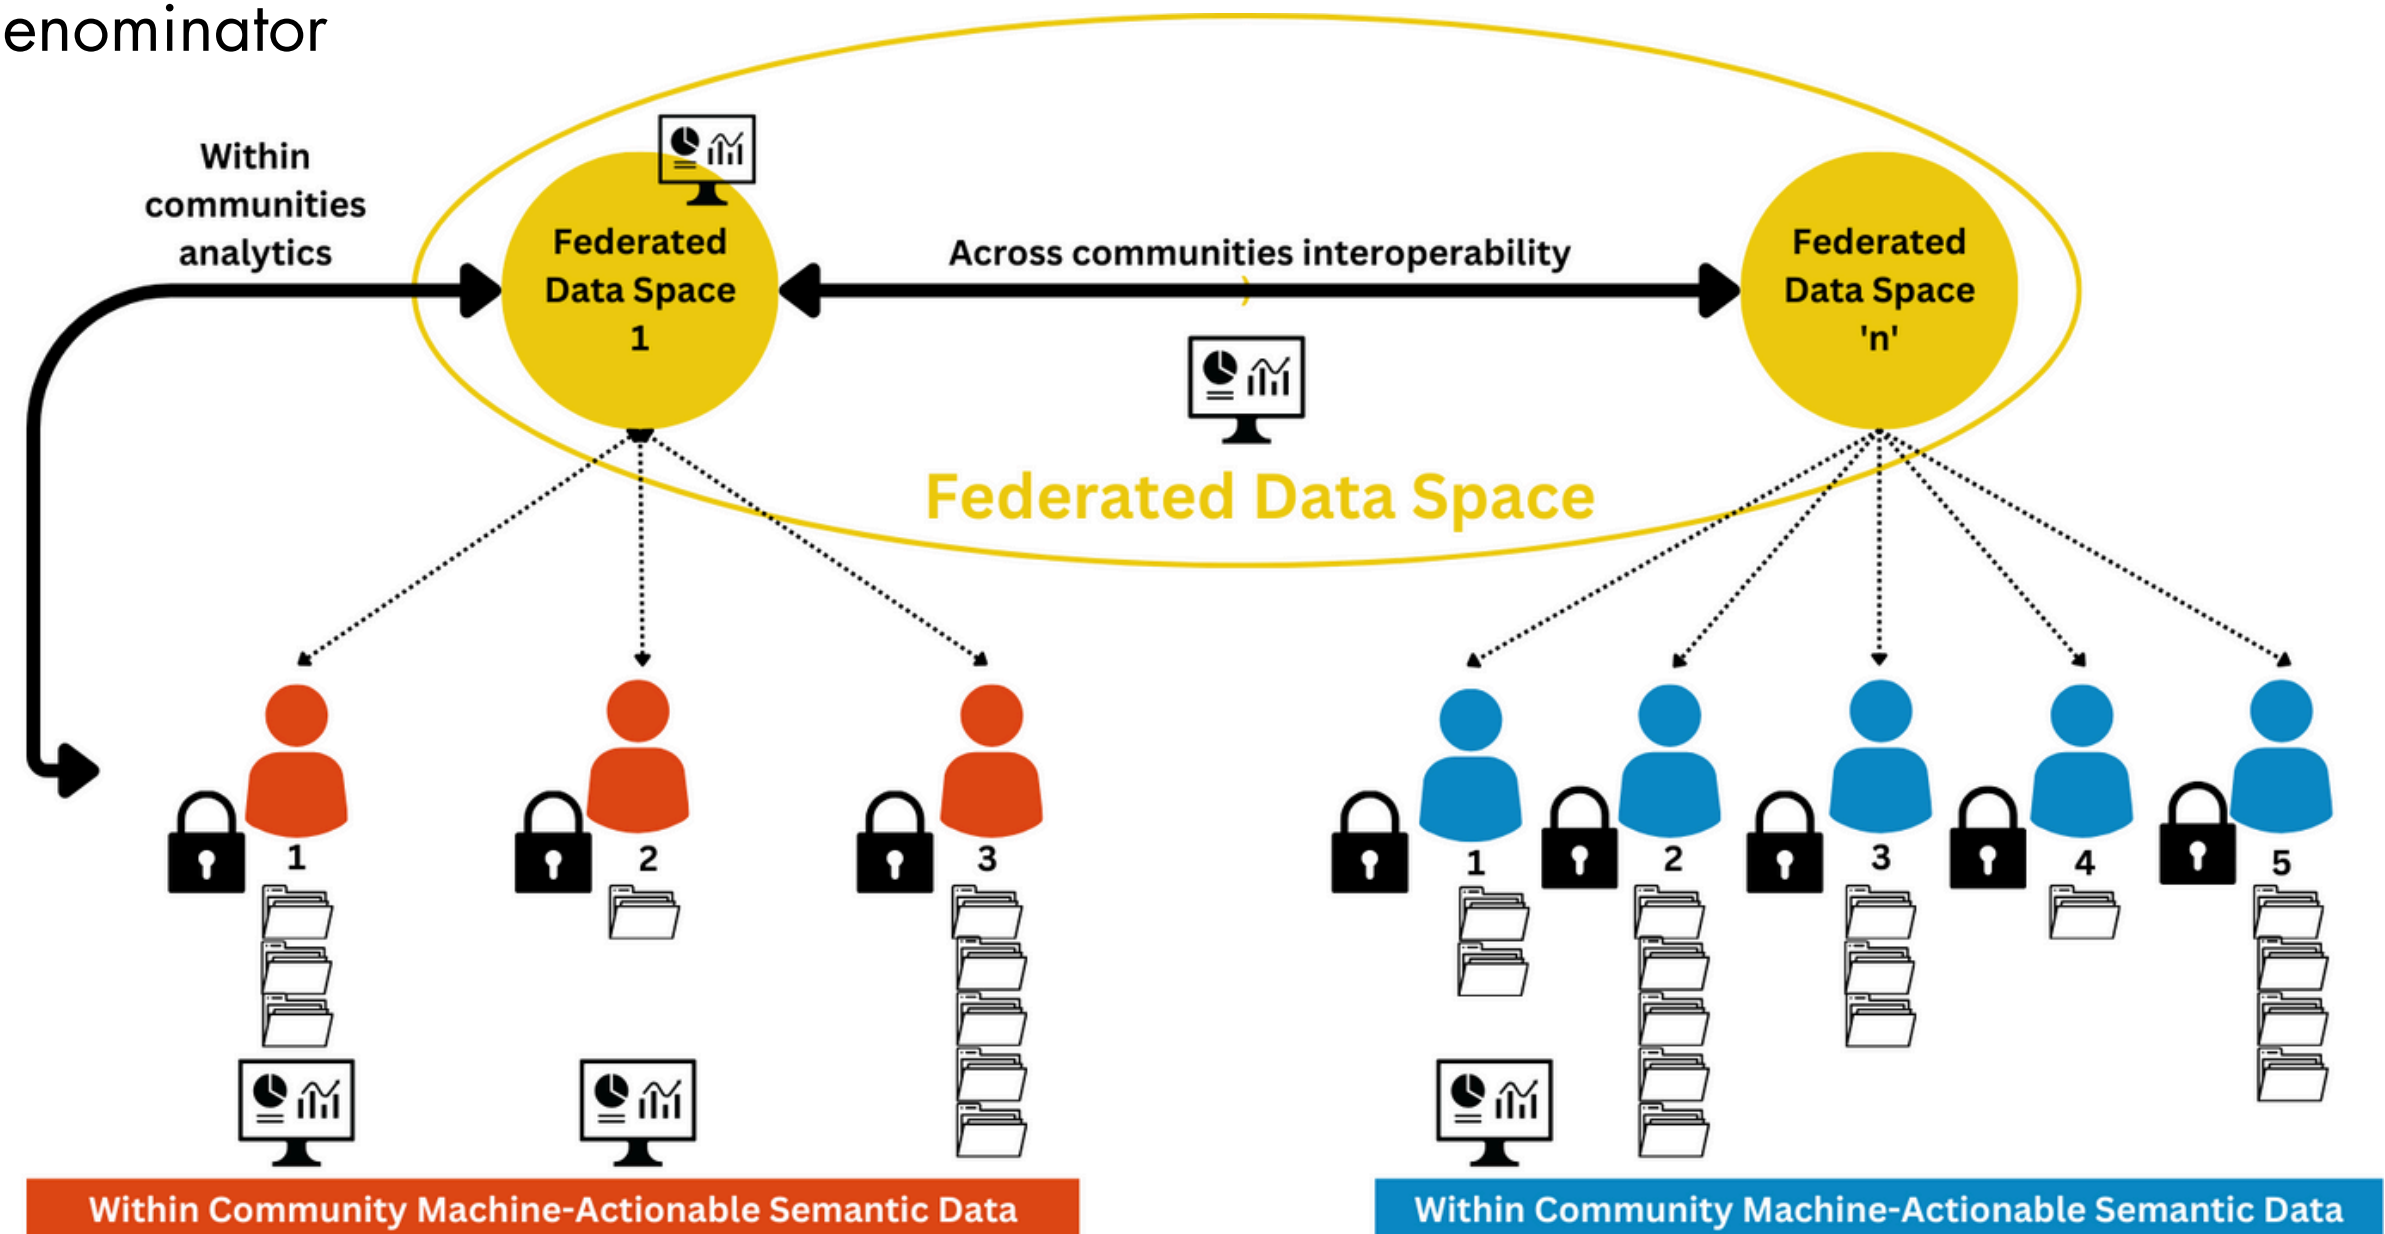 enominator
Within
communities
analytics
Federated
Data Space
1
Across communities interoperability
Federated
Data Space
'n'
Federated Data Space
1
2
3
1
2
3
4
5
Within Community Machine-Actionable Semantic Data
Within Community Machine-Actionable Semantic Data